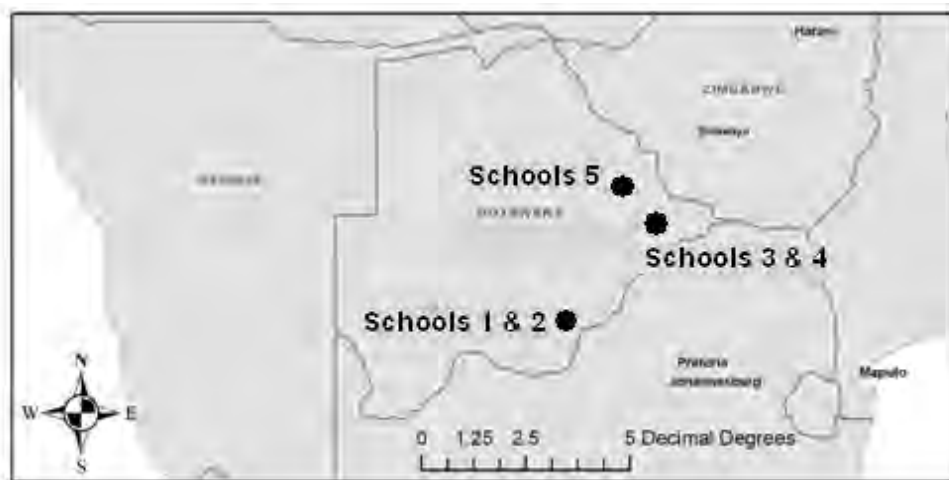 Harare
ZIMBABWE
Schools 5
BOTSWANA
Schools 3 & 4
Schools 1 & 2
Pretoria
Johannesburg
Maputo
N
W E
S
0 1.25 2.5 5 Decimal Degrees